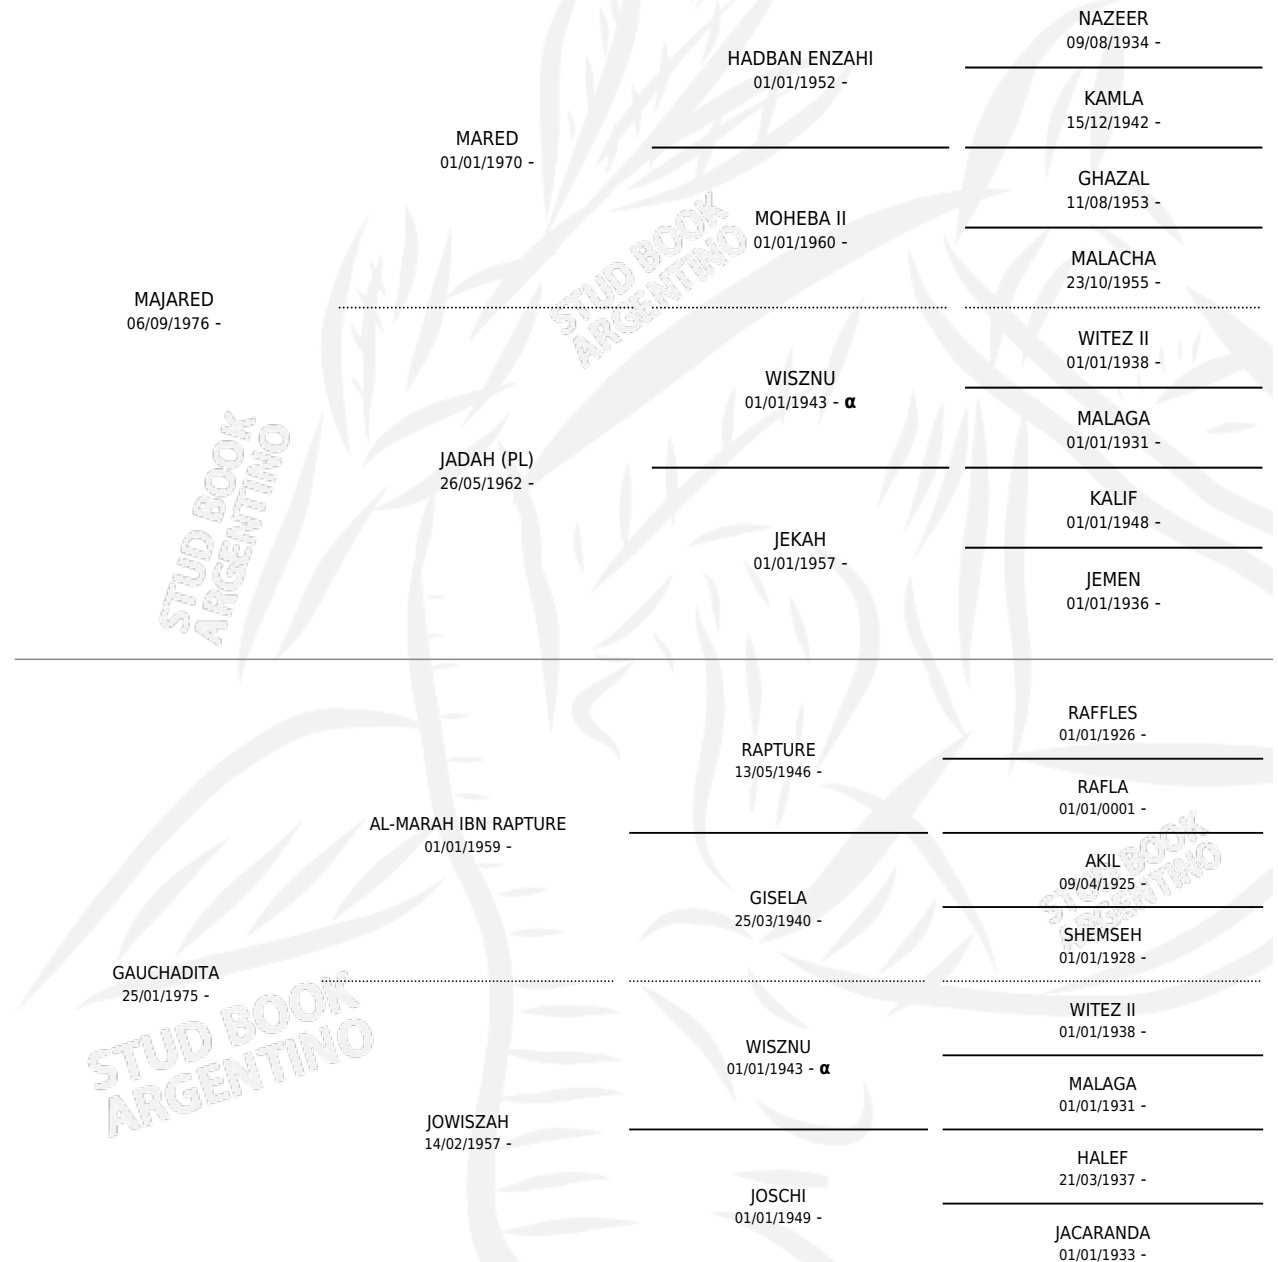 NAZEER
09/08/1934 -
HADBAN ENZAHI
01/01/1952 -
KAMLA
15/12/1942 -
MARED
01/01/1970 -
GHAZAL
11/08/1953 -
MOHEBA II
01/01/1960 -
MALACHA
23/10/1955 -
MAJARED
06/09/1976 -
WITEZ II
01/01/1938 -
WISZNU
01/01/1943 - α
MALAGA
01/01/1931 -
JADAH (PL)
26/05/1962 -
KALIF
01/01/1948 -
JEKAH
01/01/1957 -
JEMEN
01/01/1936 -
STUD BOOK
ARGENTINO
STUD BOOK
ARGENTINO
RAFFLES
01/01/1926 -
RAPTURE
13/05/1946 -
RAFLA
01/01/0001 -
AL-MARAH IBN RAPTURE
01/01/1959 -
AKIL
09/04/1925 -
GISELA
25/03/1940 -
SHEMSEH
01/01/1928 -
GAUCHADITA
25/01/1975 -
WITEZ II
01/01/1938 -
WISZNU
01/01/1943 - α
MALAGA
01/01/1931 -
JOWISZAH
14/02/1957 -
HALEF
21/03/1937 -
JOSCHI
01/01/1949 -
JACARANDA
01/01/1933 -
STUD BOOK
ARGENTINO
STUD BOOK
ARGENTINO